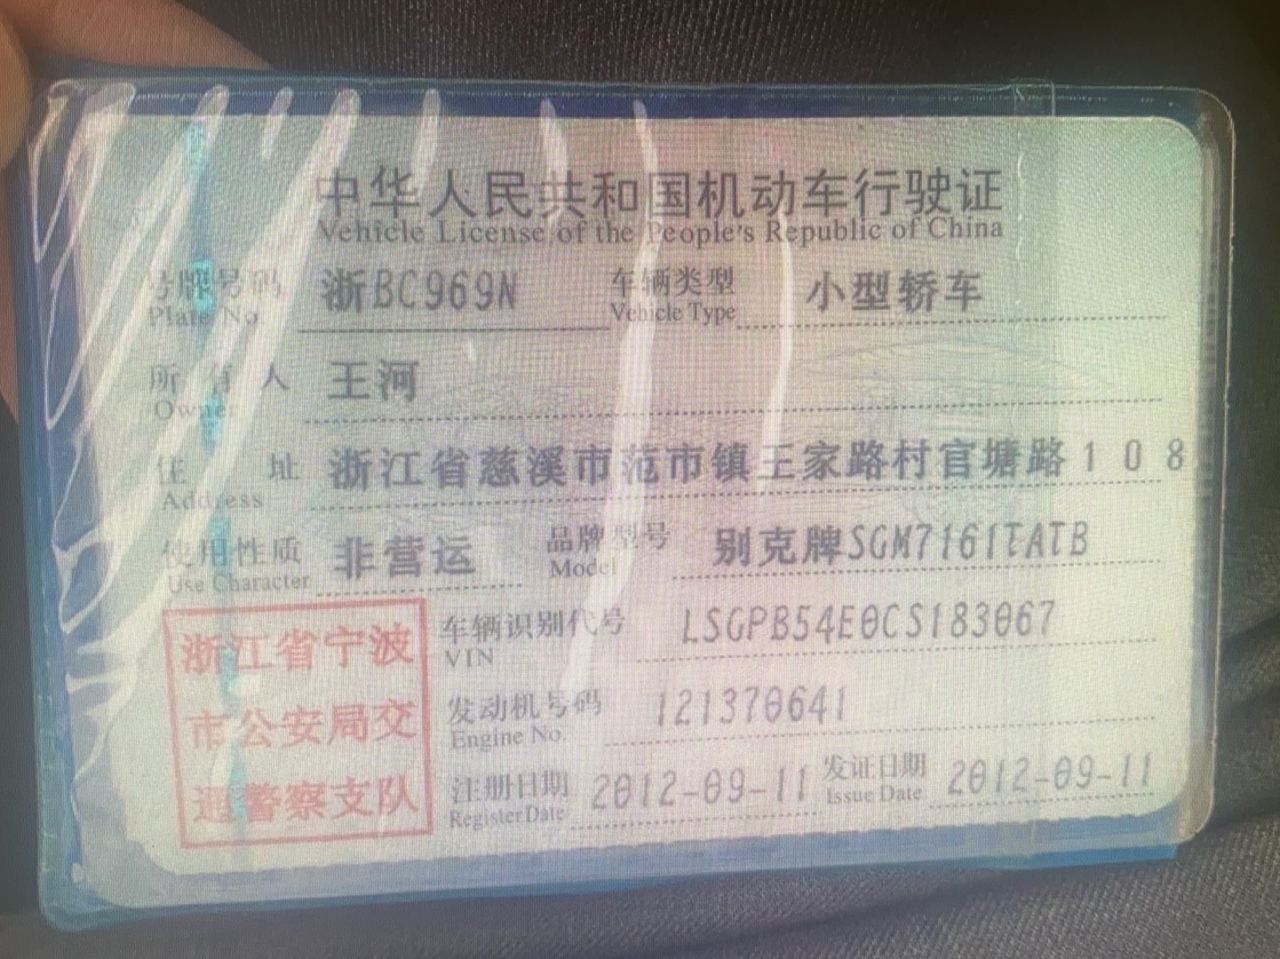 中华人民共和国机动车行驶证
Vehicle License of the People's Republic of China
号牌号码 浙BC969N 车辆类型 小型轿车
Plate No. Vehicle Type
所有人 王河
Owner
住址 浙江省慈溪市范市镇王家路村官塘路108
Address
使用性质 非营运 品牌型号 别克牌SGM7161TATB
Use Character Model
浙江省宁波
市公安局交
通警察支队
车辆识别代号 LSGPB54E0CS183067
VIN
发动机号码 121370641
Engine No.
注册日期 2012-09-11 发证日期 2012-09-11
Register Date Issue Date